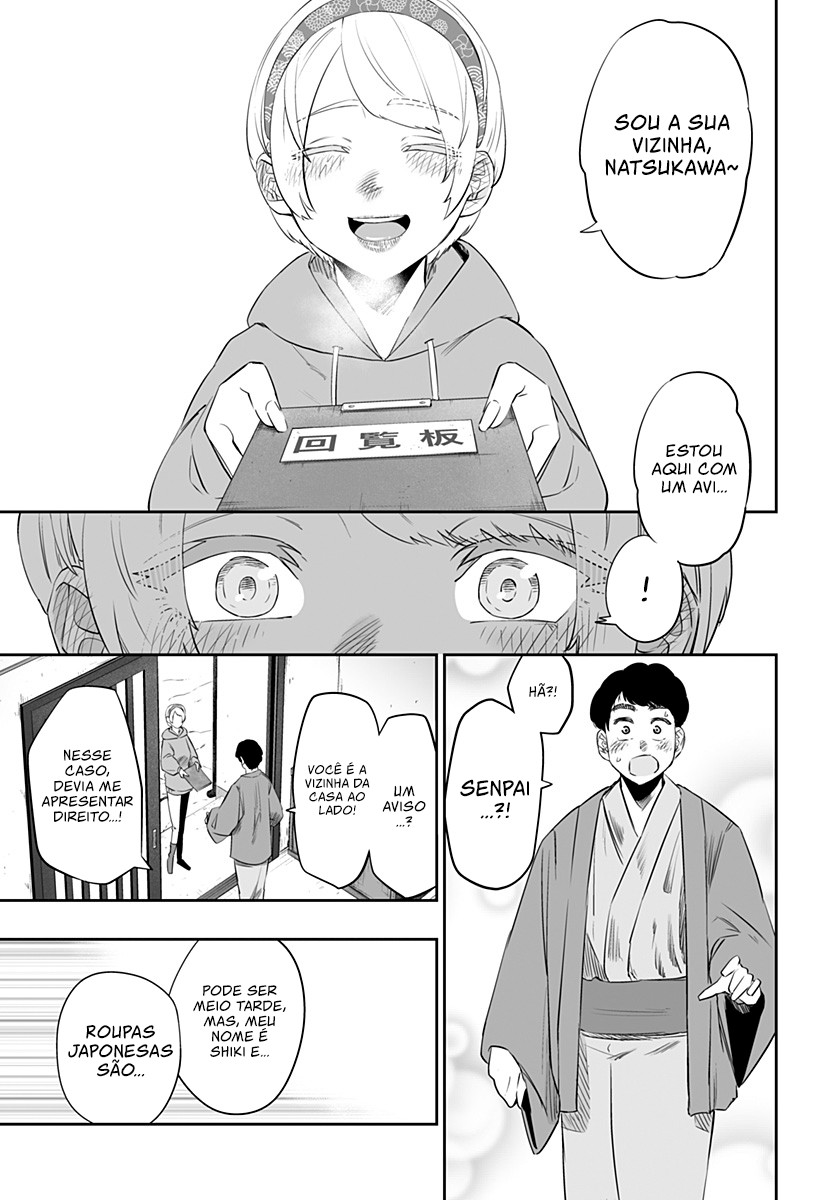 SOU A SUA
VIZINHA,
NATSUKAWA~
回覧板
ESTOU
AQUI COM
UM AVI...
!
HÃ?!
SENPAI
...?!
UM
AVISO
...?
VOCÊ É A
VIZINHA DA
CASA AO
LADO!
NESSE
CASO,
DEVIA ME
APRESENTAR
DIREITO...!
PODE SER
MEIO TARDE,
MAS, MEU
NOME É
SHIKI E...
ROUPAS
JAPONESAS
SÃO...